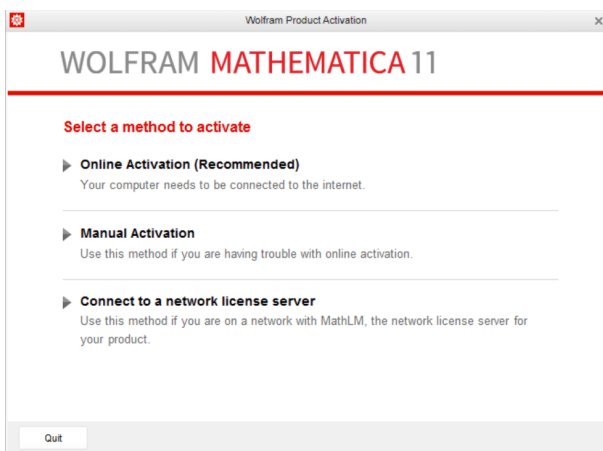 Wolfram Product Activation
WOLFRAM MATHEMATICA 11
Select a method to activate
Online Activation (Recommended)
Your computer needs to be connected to the internet.
Manual Activation
Use this method if you are having trouble with online activation.
Connect to a network license server
Use this method if you are on a network with MathLM, the network license server for
your product.
Quit